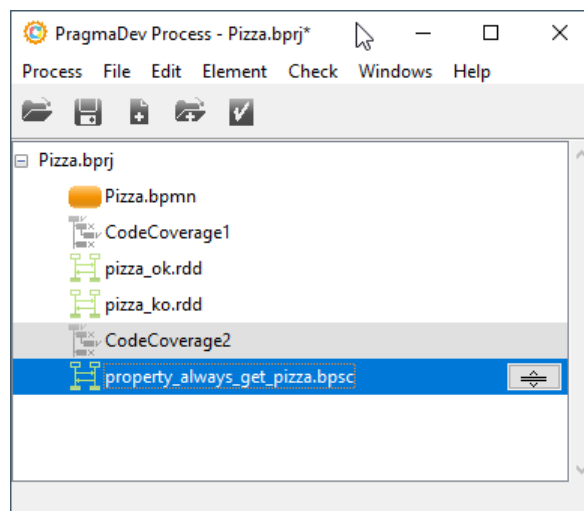 PragmaDev Process - Pizza.bprj*
Process File Edit Element Check Windows Help
Pizza.bprj
Pizza.bpmn
CodeCoverage1
pizza_ok.rdd
pizza_ko.rdd
CodeCoverage2
property_always_get_pizza.bpsc